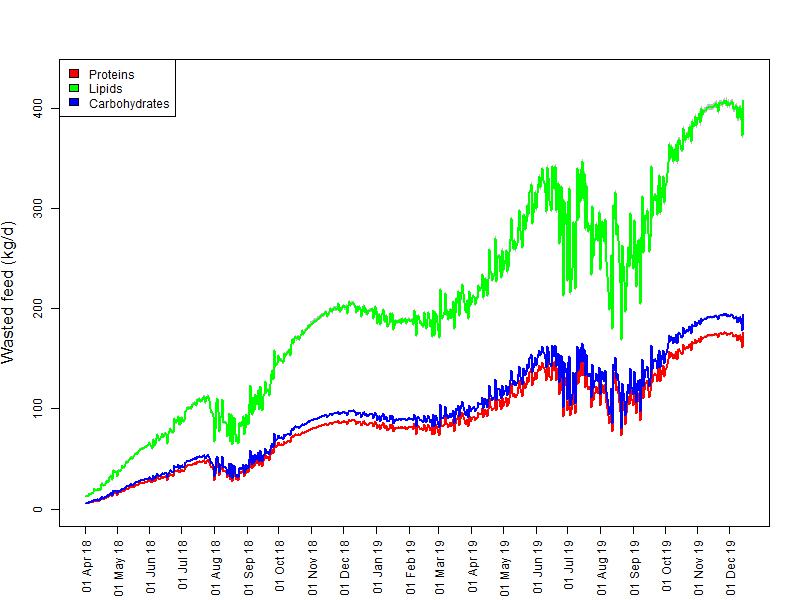 Proteins
Lipids
Carbohydrates
Wasted feed (kg/d)
400
300
200
100
0
01 Apr 18
01 May 18
01 Jun 18
01 Jul 18
01 Aug 18
01 Sep 18
01 Oct 18
01 Nov 18
01 Dec 18
01 Jan 19
01 Feb 19
01 Mar 19
01 Apr 19
01 May 19
01 Jun 19
01 Jul 19
01 Aug 19
01 Sep 19
01 Oct 19
01 Nov 19
01 Dec 19